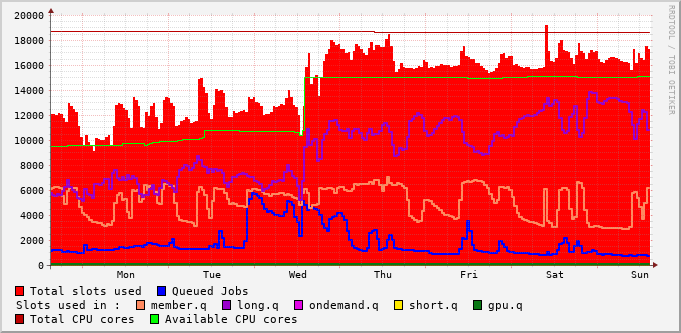 RRDTOOL / TOBI OETIKER
20000
18000
16000
14000
12000
10000
8000
6000
4000
2000
0
Mon Tue Wed Thu Fri Sat Sun
Total slots used Queued Jobs
Slots used in : member.q long.q ondemand.q short.q gpu.q
Total CPU cores Available CPU cores